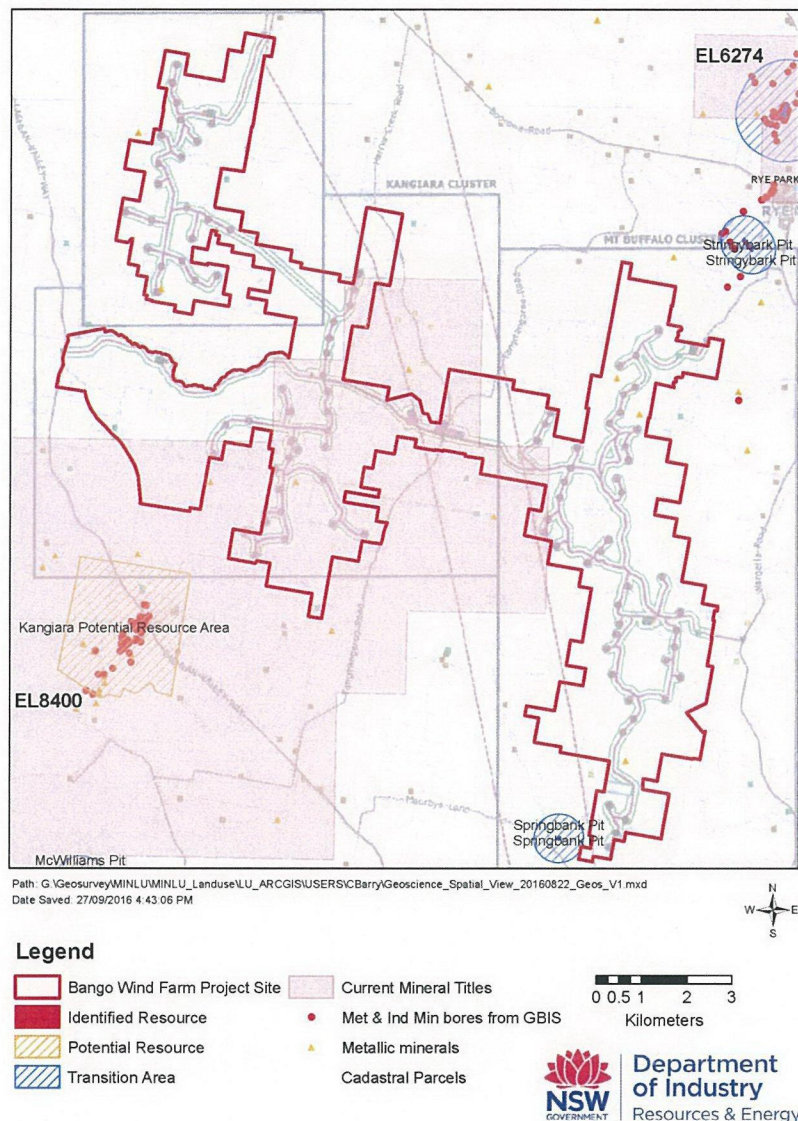 EL6274
KANGIARA CLUSTER
RYE PARK
MT BUFFALO CLUSTER
Stringybark Pit
Stringybark Pit
Kangiara Potential Resource Area
EL8400
Springbank Pit
Springbank Pit
McWilliams Pit
Path: G:\Geosurvey\MINLU\MINLU_Landuse\LU_ARCGIS\USERS\CBarry\Geoscience_Spatial_View_20160822_Geos_V1.mxd
Date Saved: 27/09/2016 4:43.06 PM
N
W E
S
Legend
Bango Wind Farm Project Site
Current Mineral Titles
Identified Resource
Met & Ind Min bores from GBIS
Potential Resource
Metallic minerals
Transition Area
Cadastral Parcels
0 0.5 1 2 3
Kilometers
NSW
GOVERNMENT
Department
of Industry
Resources & Energy